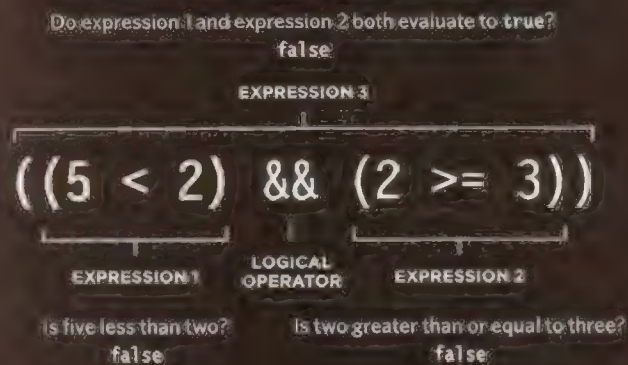 Do expression 1 and expression 2 both evaluate to true?
false
EXPRESSION 3
((5 < 2) && (2 >= 3))
EXPRESSION 1
LOGICAL
OPERATOR
EXPRESSION 2
Is five less than two?
false
Is two greater than or equal to three?
false